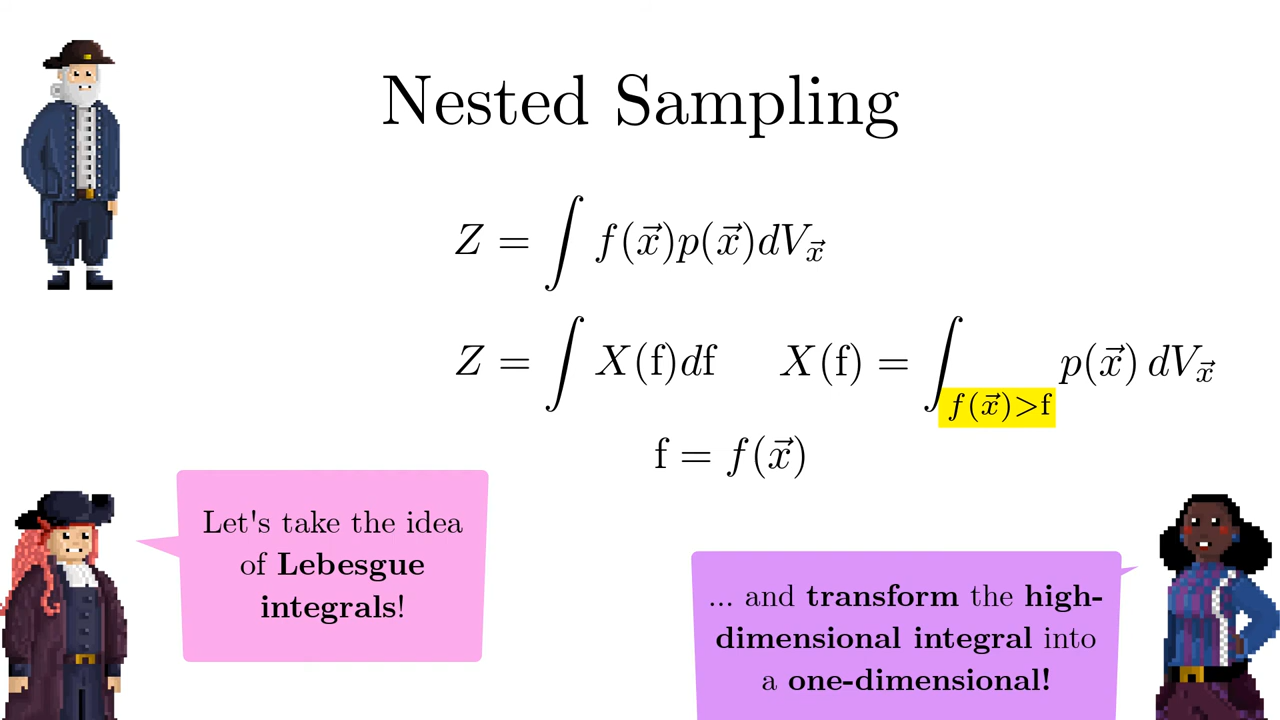 Nested Sampling
Z = ∫ f(x⃗)p(x⃗)dV_x⃗
Z = ∫ X(f)df X(f) = ∫_{f(x⃗)>f} p(x⃗) dV_x⃗
f = f(x⃗)
Let's take the idea
of Lebesgue
integrals!
... and transform the high-
dimensional integral into
a one-dimensional!